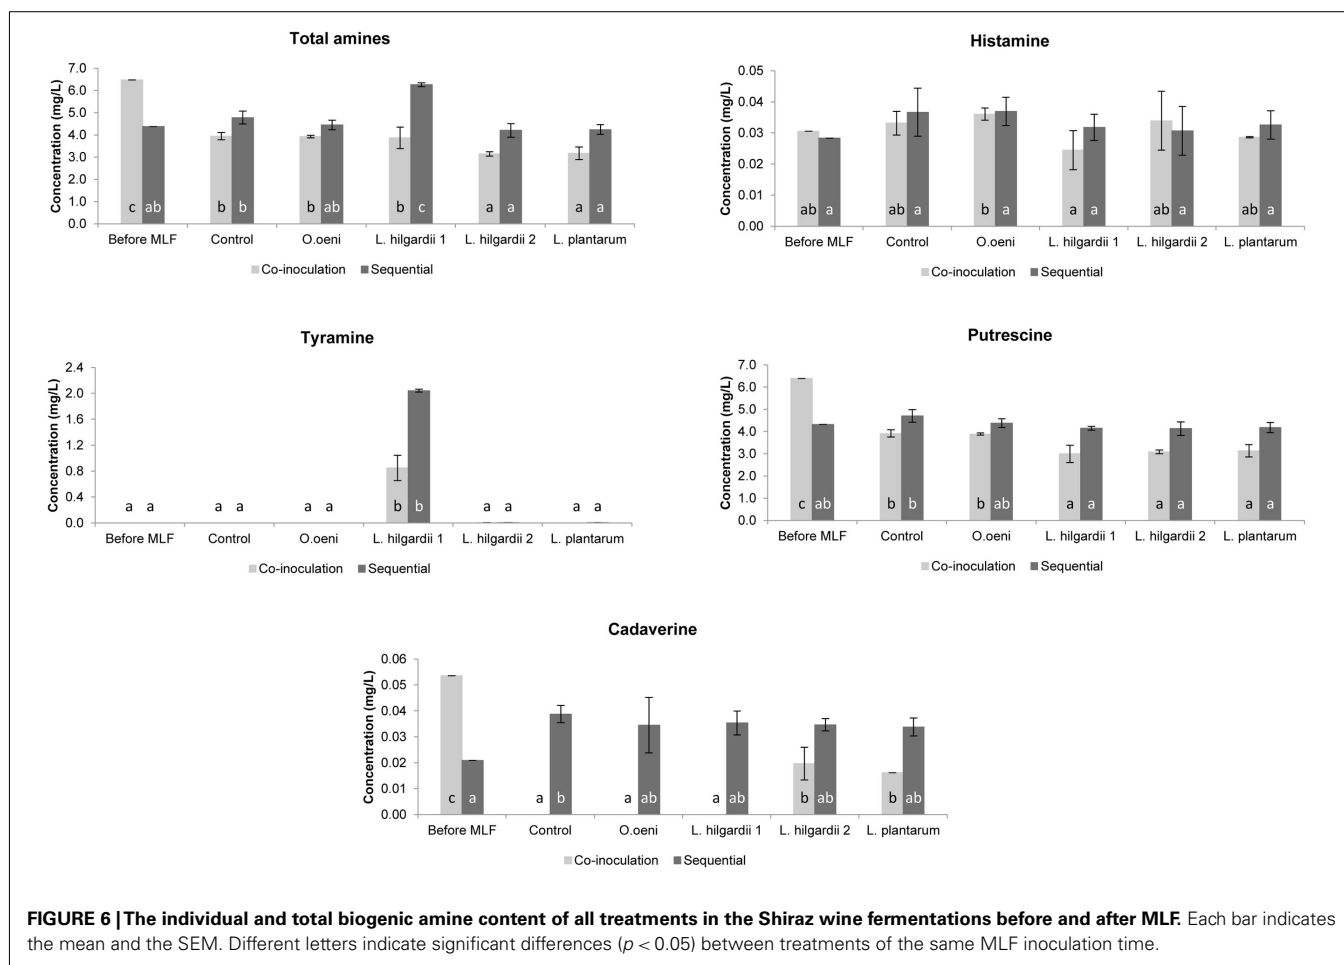 Total amines
Concentration (mg/L)
7.0
6.0
5.0
4.0
3.0
2.0
1.0
0.0
c ab b b b ab b c a a a a
Before MLF Control O.oeni L. hilgardii 1 L. hilgardii 2 L. plantarum
Co-inoculation Sequential
Histamine
Concentration (mg/L)
0.05
0.04
0.03
0.02
0.01
0.00
ab a ab a b a a a ab a ab a
Before MLF Control O.oeni L. hilgardii 1 L. hilgardii 2 L. plantarum
Co-inoculation Sequential
Tyramine
Concentration (mg/L)
2.4
2.0
1.6
1.2
0.8
0.4
0.0
a a a a a a b b a a a a
Before MLF Control O.oeni L. hilgardii 1 L. hilgardii 2 L. plantarum
Co-inoculation Sequential
Putrescine
Concentration (mg/L)
7.0
6.0
5.0
4.0
3.0
2.0
1.0
0.0
c ab b b b ab a a a a a a
Before MLF Control O.oeni L. hilgardii 1 L. hilgardii 2 L. plantarum
Co-inoculation Sequential
Cadaverine
Concentration (mg/L)
0.06
0.05
0.04
0.03
0.02
0.01
0.00
c a a b a ab a ab b ab b ab
Before MLF Control O.oeni L. hilgardii 1 L. hilgardii 2 L. plantarum
Co-inoculation Sequential
FIGURE 6 | The individual and total biogenic amine content of all treatments in the Shiraz wine fermentations before and after MLF. Each bar indicates
the mean and the SEM. Different letters indicate significant differences (p < 0.05) between treatments of the same MLF inoculation time.